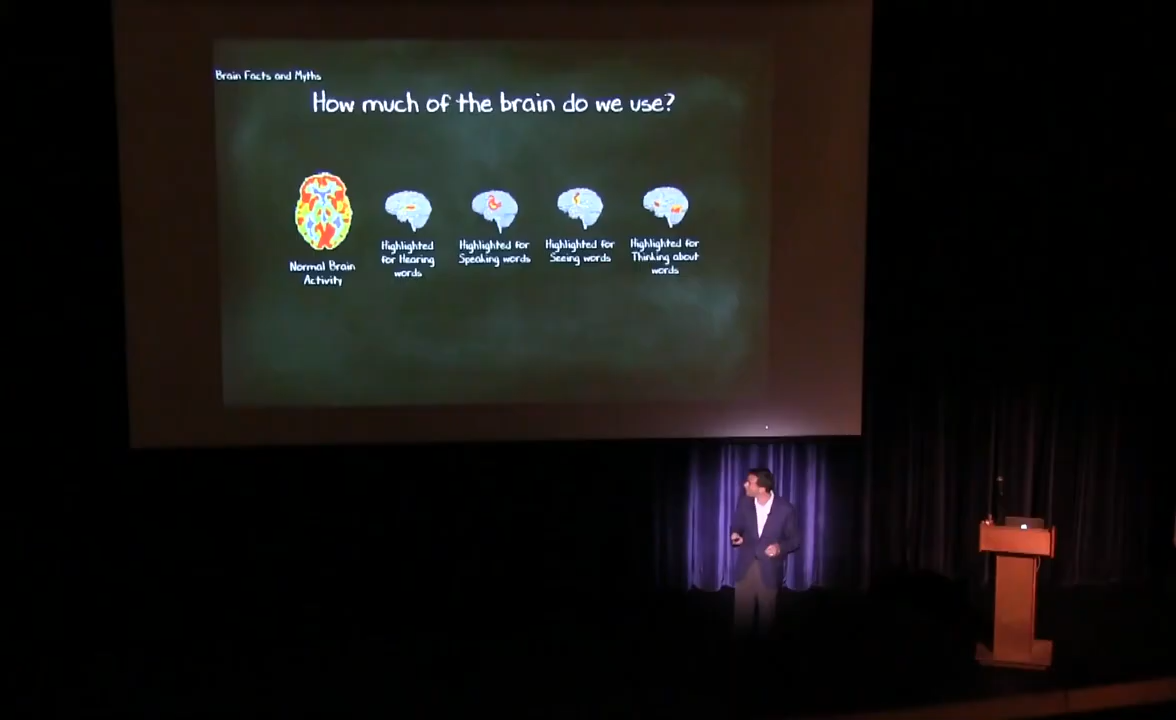 Brain Facts and Myths
How much of the brain do we use?
Normal Brain
Activity
Highlighted
for Hearing
words
Highlighted for
Speaking words
Highlighted for
Seeing words
Highlighted for
Thinking about
words